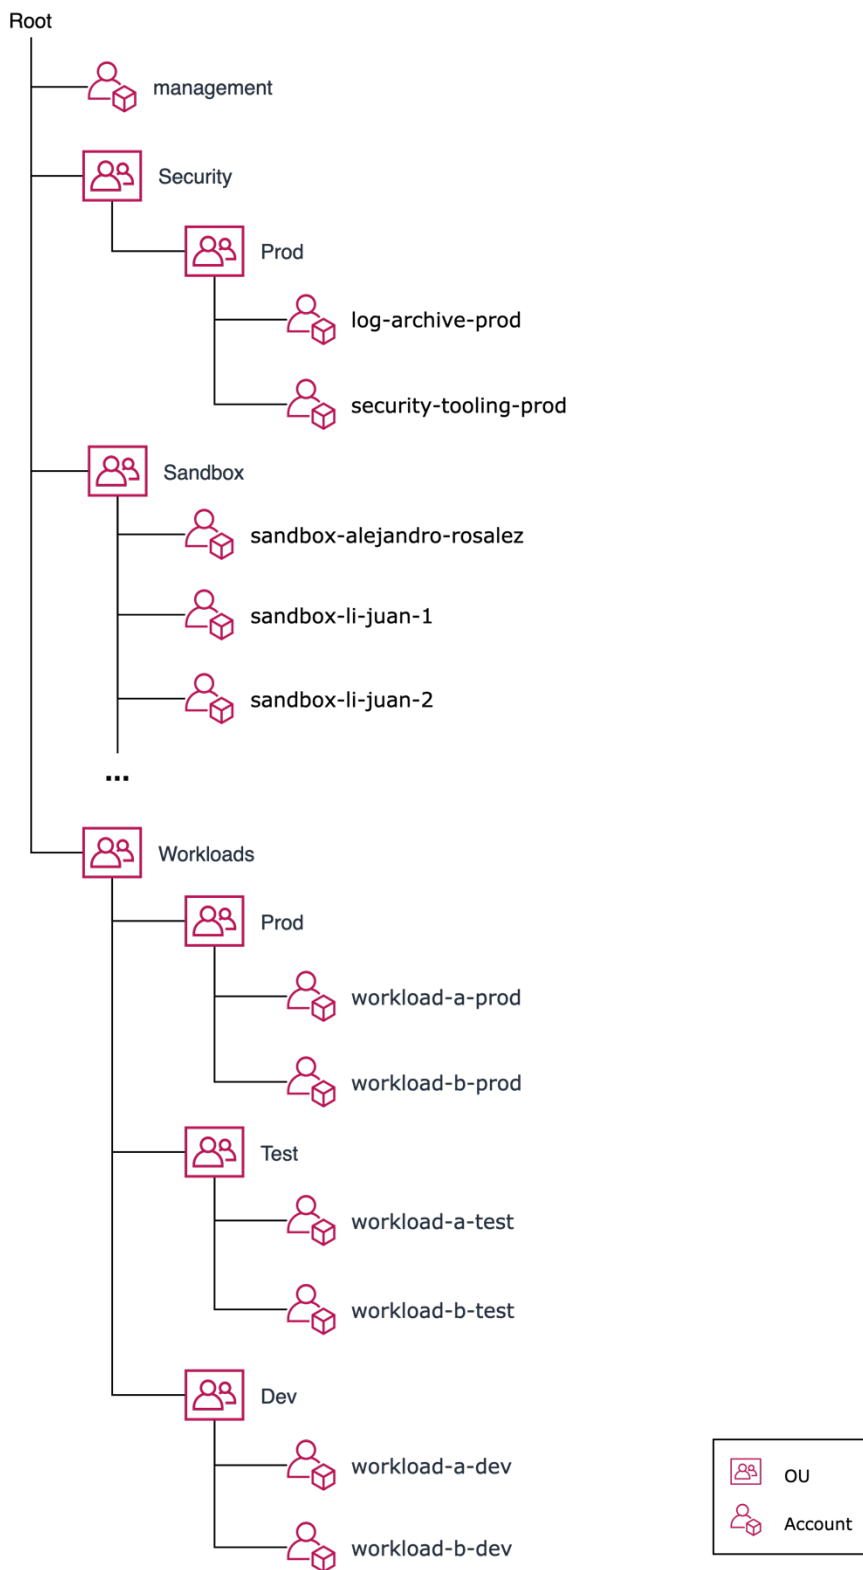 Root
management
Security
Prod
log-archive-prod
security-tooling-prod
Sandbox
sandbox-alejandro-rosalez
sandbox-li-juan-1
sandbox-li-juan-2
...
Workloads
Prod
workload-a-prod
workload-b-prod
Test
workload-a-test
workload-b-test
Dev
workload-a-dev
workload-b-dev
OU
Account